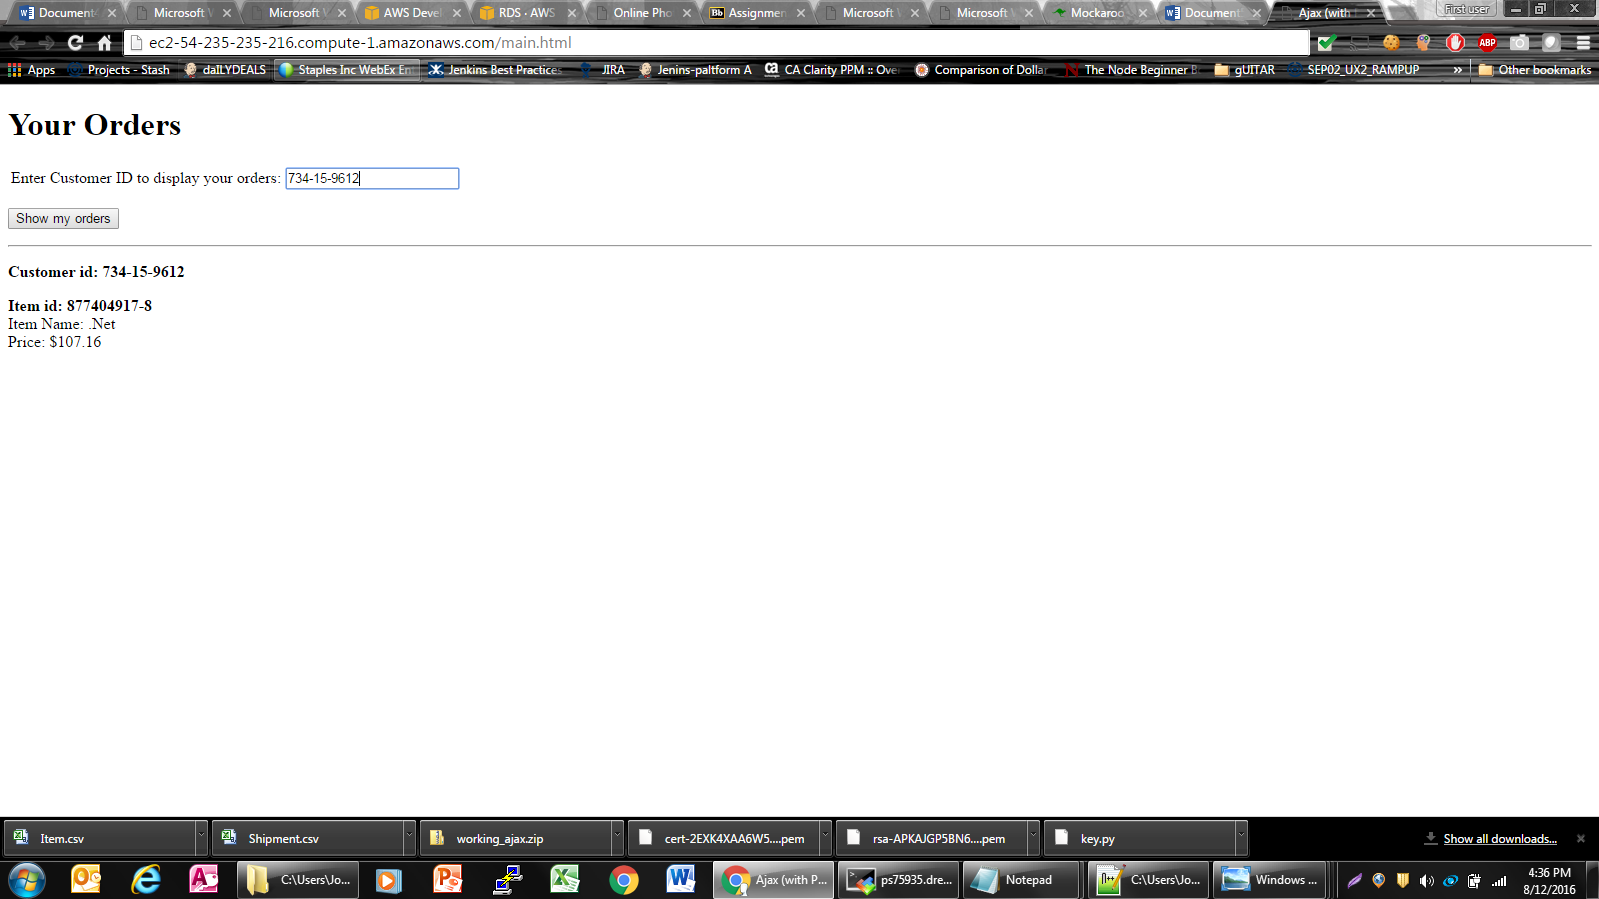 Document
Microsoft
Microsoft
AWS Deve
RDS · AWS
Online Pho
Assignmen
Microsoft
Microsoft
Mockaroo
Document
Ajax (with
First user
ec2-54-235-235-216.compute-1.amazonaws.com/main.html
ABP
Apps
Projects - Stash
daILYDEALS
Staples Inc WebEx En
Jenkins Best Practices
JIRA
Jenins-paltform A
CA Clarity PPM :: Ove
Comparison of Dollar
The Node Beginner B
gUITAR
SEP02_UX2_RAMPUP
»
Other bookmarks
Your Orders
Enter Customer ID to display your orders: 734-15-9612
Show my orders
Customer id: 734-15-9612
Item id: 877404917-8
Item Name: .Net
Price: $107.16
Item.csv
Shipment.csv
working_ajax.zip
cert-2EXK4XAA6W5....pem
rsa-APKAJGP5BN6....pem
key.py
Show all downloads...
C:\Users\Jo...
Ajax (with P...
ps75935.dre...
Notepad
C:\Users\Jo...
Windows ...
4:36 PM
8/12/2016